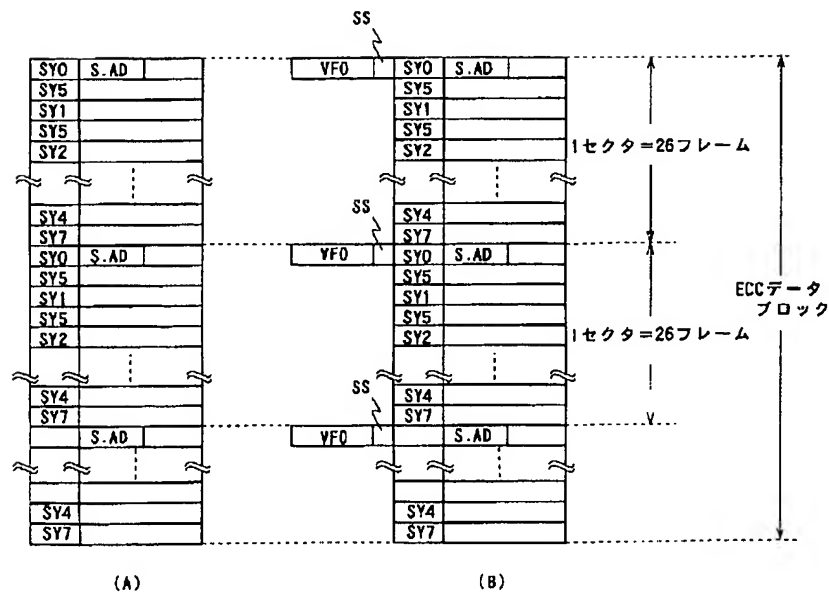 SS
SY0 S.AD VFO SY0 S.AD
SY5 SY5
SY1 SY1
SY5 SY5
SY2 SY2
1セクタ=26フレーム
SS
SY4 SY4
SY7 SY7
SY0 S.AD VFO SY0 S.AD
SY5 SY5
SY1 SY1
SY5 SY5
SY2 SY2
1セクタ=26フレーム
ECCデータ
ブロック
SS
SY4 SY4
SY7 SY7
S.AD VFO S.AD
SY4 SY4
SY7 SY7
(A) (B)